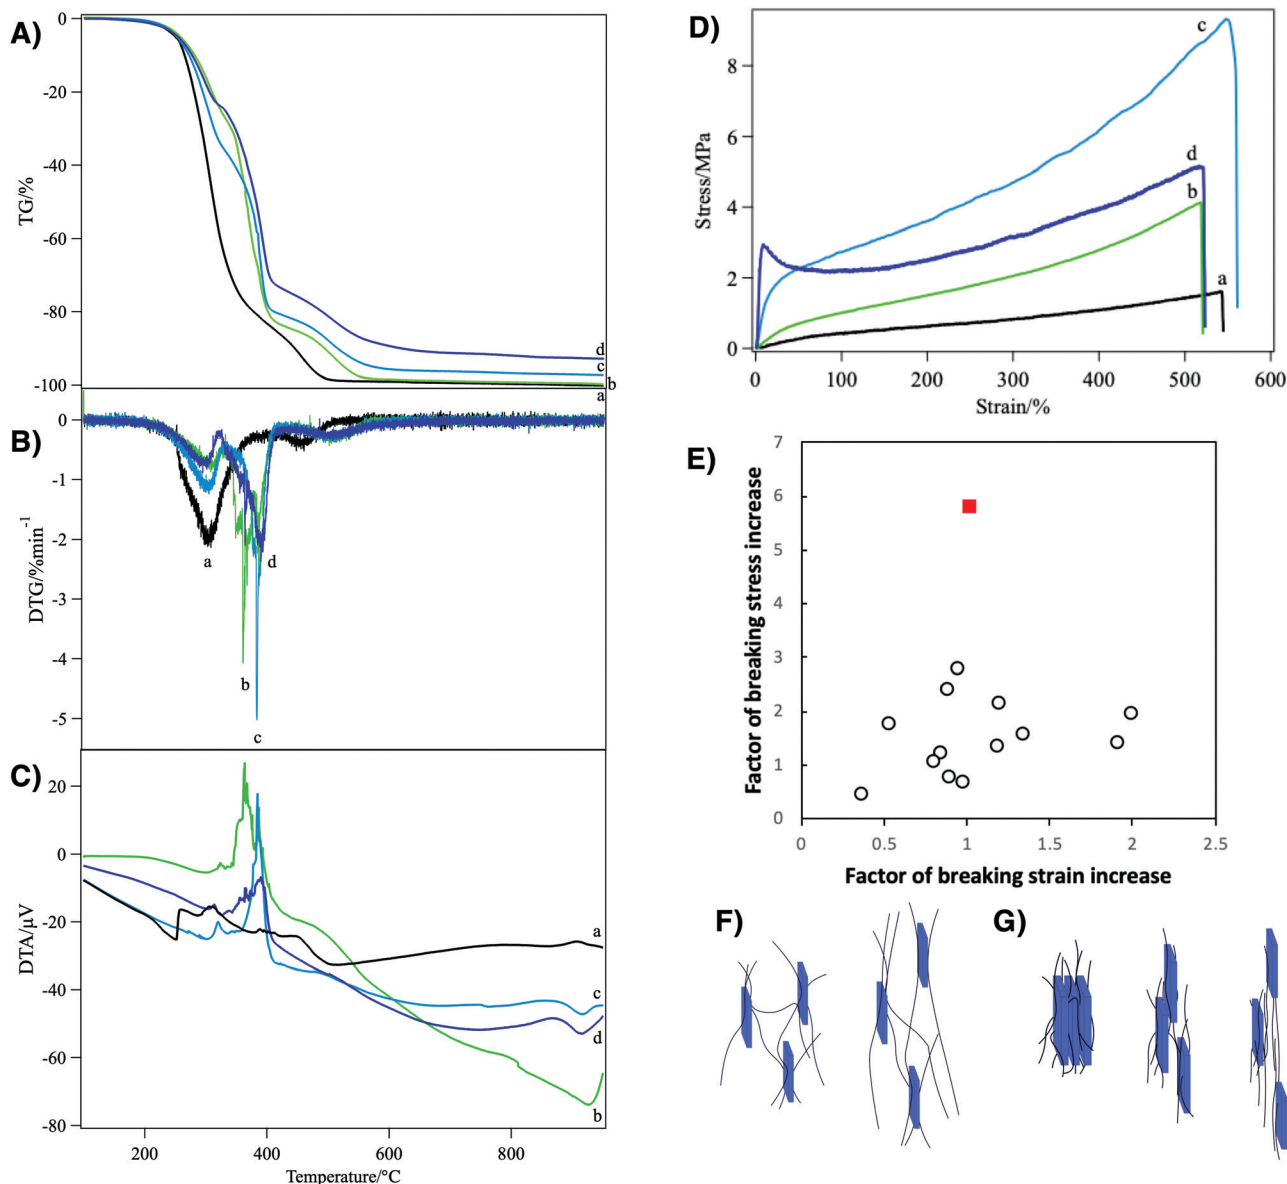 A)
0
-20
-40
-60
-80
-100
TG/%
d
c
b
a
B)
0
-1
-2
-3
-4
-5
DTG/%min-1
a
d
b
c
C)
20
0
-20
-40
-60
-80
DTA/µV
a
c
d
b
200 400 600 800
Temperature/°C
D)
8
6
4
2
0
Stress/MPa
c
d
b
a
0 100 200 300 400 500 600
Strain/%
E)
7
6
5
4
3
2
1
0
Factor of breaking stress increase
0 0.5 1 1.5 2 2.5
Factor of breaking strain increase
F)
G)